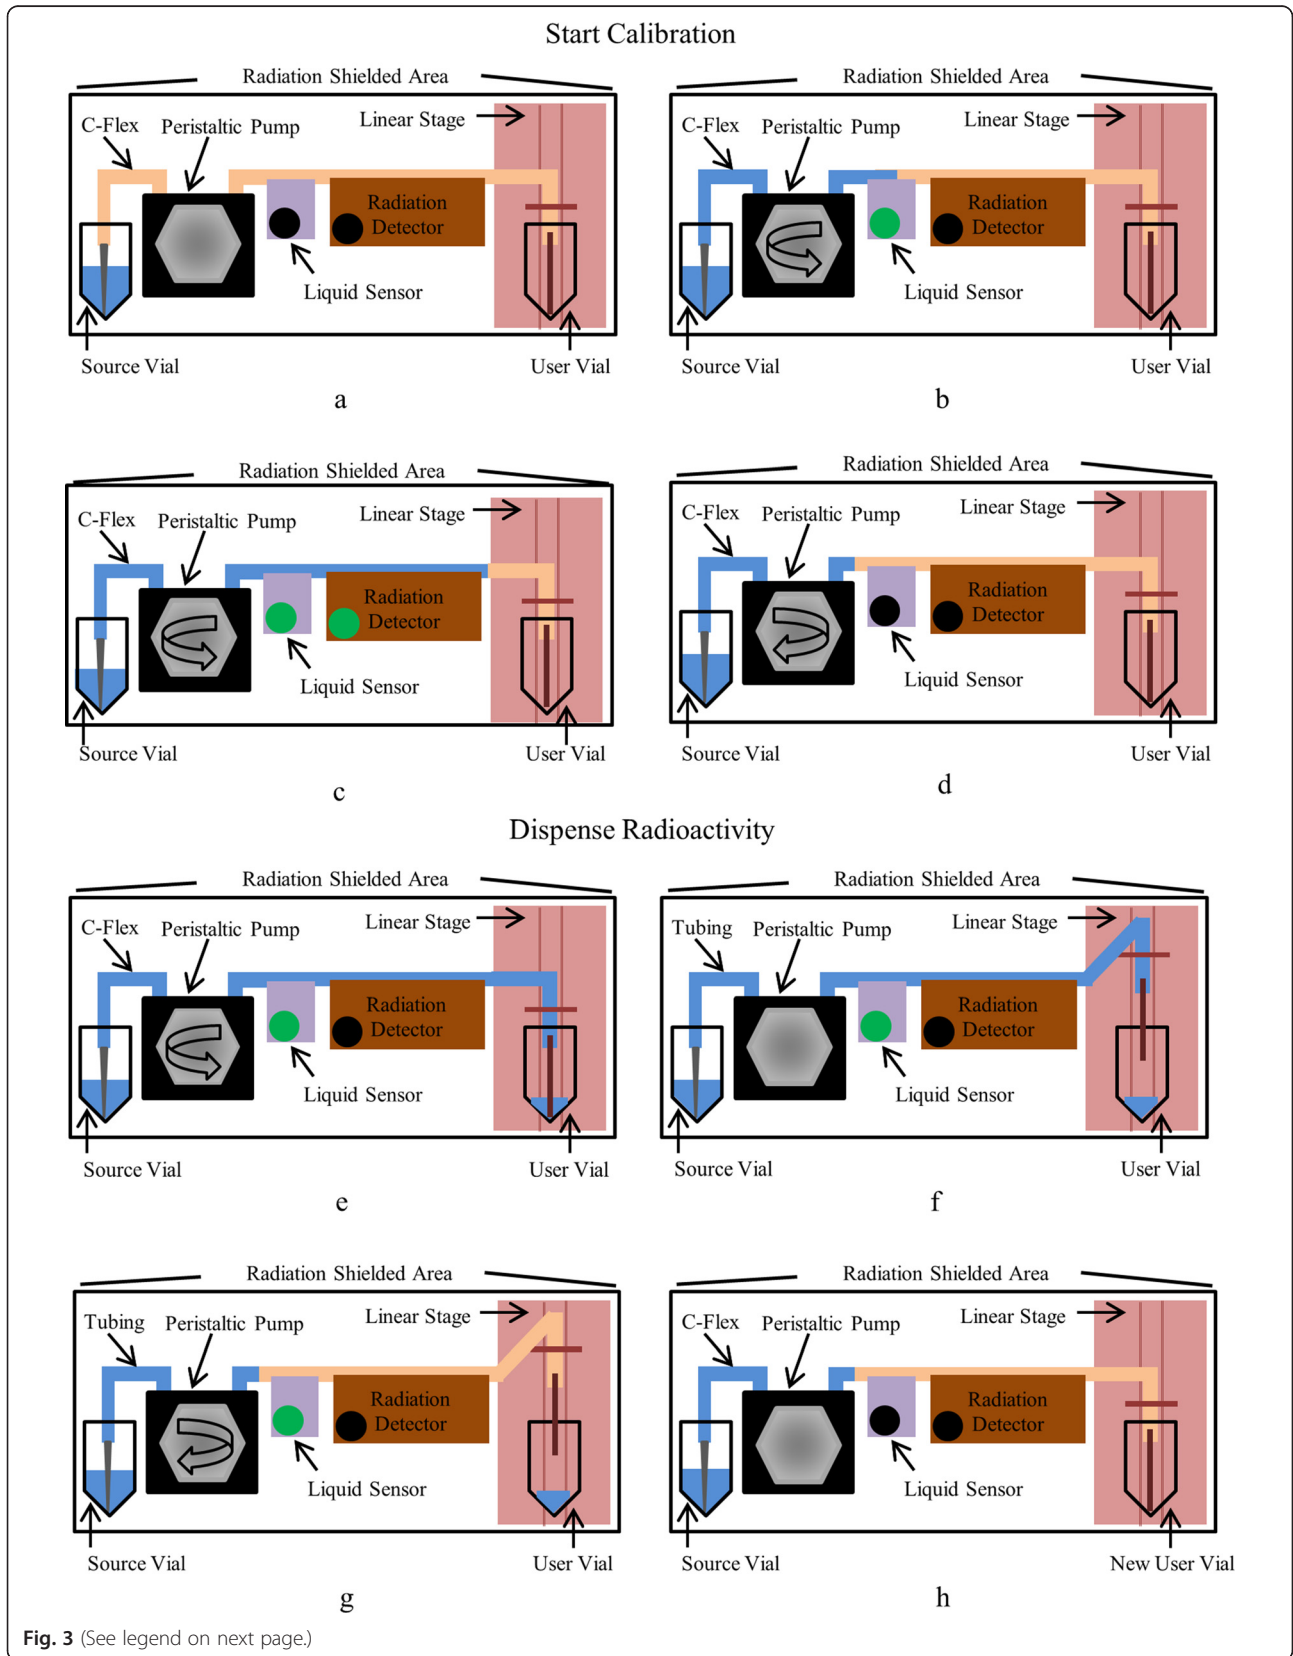 Start Calibration
Radiation Shielded Area
Linear Stage
C-Flex
Peristaltic Pump
Radiation
Detector
Liquid Sensor
Source Vial
User Vial
a
Radiation Shielded Area
Linear Stage
C-Flex
Peristaltic Pump
Radiation
Detector
Liquid Sensor
Source Vial
User Vial
b
Radiation Shielded Area
Linear Stage
C-Flex
Peristaltic Pump
Radiation
Detector
Liquid Sensor
Source Vial
User Vial
c
Radiation Shielded Area
Linear Stage
C-Flex
Peristaltic Pump
Radiation
Detector
Liquid Sensor
Source Vial
User Vial
d
Dispense Radioactivity
Radiation Shielded Area
Linear Stage
C-Flex
Peristaltic Pump
Radiation
Detector
Liquid Sensor
Source Vial
User Vial
e
Radiation Shielded Area
Linear Stage
Tubing
Peristaltic Pump
Radiation
Detector
Liquid Sensor
Source Vial
User Vial
f
Radiation Shielded Area
Linear Stage
Tubing
Peristaltic Pump
Radiation
Detector
Liquid Sensor
Source Vial
User Vial
g
Radiation Shielded Area
Linear Stage
C-Flex
Peristaltic Pump
Radiation
Detector
Liquid Sensor
Source Vial
New User Vial
h
Fig. 3 (See legend on next page.)